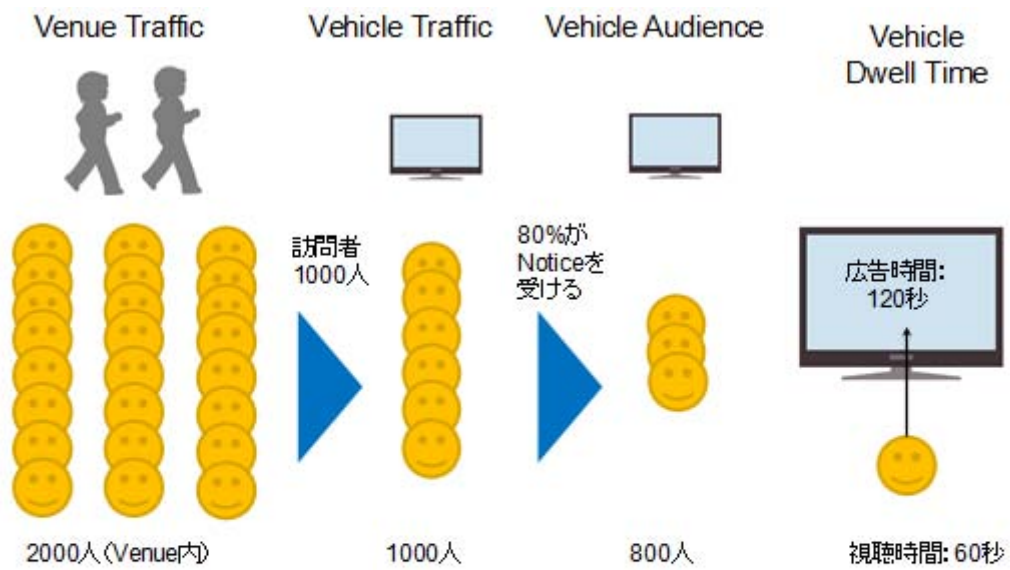 Venue Traffic
Vehicle Traffic
Vehicle Audience
Vehicle
Dwell Time
訪問者
1000人
80%が
Noticeを
受ける
広告時間:
120秒
2000人(Venue内)
1000人
800人
視聴時間: 60秒